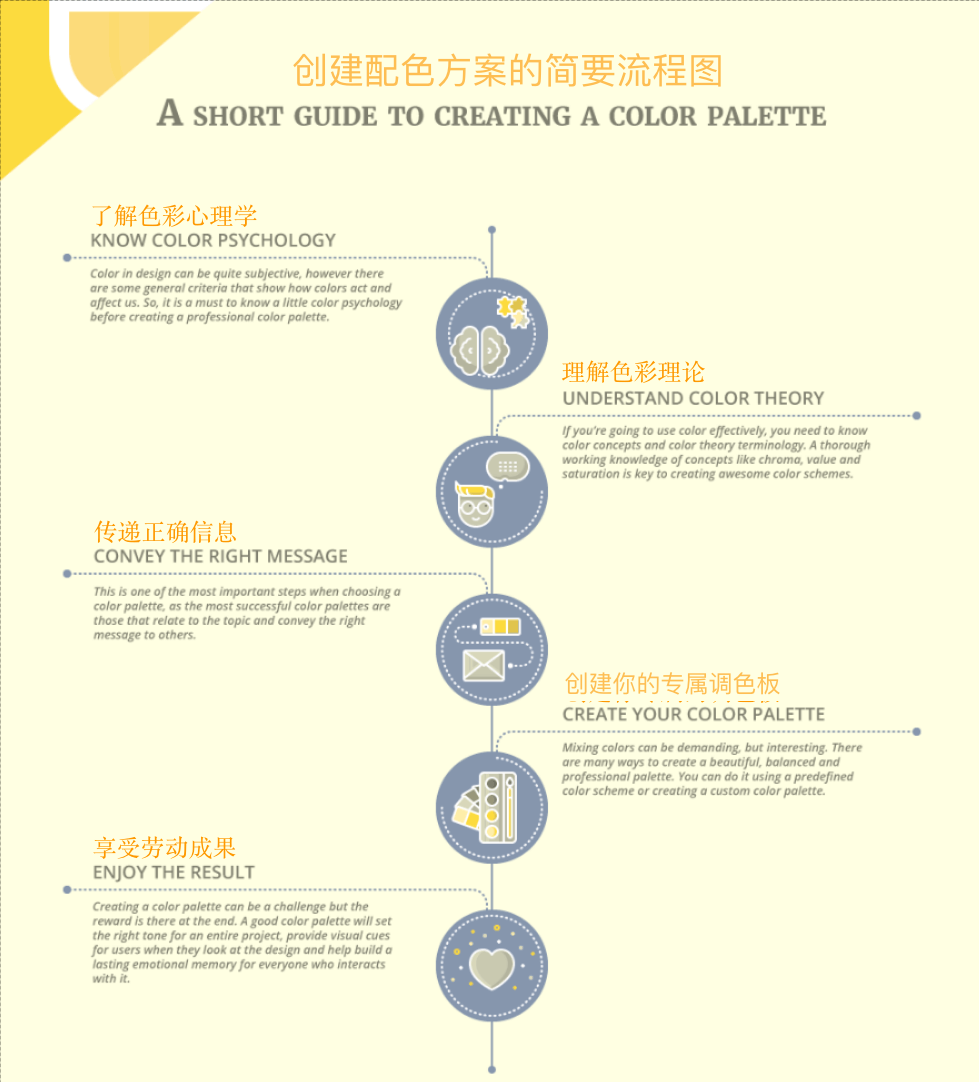 创建配色方案的简要流程图
A SHORT GUIDE TO CREATING A COLOR PALETTE
了解色彩心理学
KNOW COLOR PSYCHOLOGY
Color in design can be quite subjective, however there
are some general criteria that show how colors act and
affect us. So, it is a must to know a little color psychology
before creating a professional color palette.
理解色彩理论
UNDERSTAND COLOR THEORY
If you're going to use color effectively, you need to know
color concepts and color theory terminology. A thorough
working knowledge of concepts like chroma, value and
saturation is key to creating awesome color schemes.
传递正确信息
CONVEY THE RIGHT MESSAGE
This is one of the most important steps when choosing a
color palette, as the most successful color palettes are
those that relate to the topic and convey the right
message to others.
创建你的专属调色板
CREATE YOUR COLOR PALETTE
Mixing colors can be demanding, but interesting. There
are many ways to create a beautiful, balanced and
professional palette. You can do it using a predefined
color scheme or creating a custom color palette.
享受劳动成果
ENJOY THE RESULT
Creating a color palette can be a challenge but the
reward is there at the end. A good color palette will set
the right tone for an entire project, provide visual cues
for users when they look at the design and help build a
lasting emotional memory for everyone who interacts
with it.